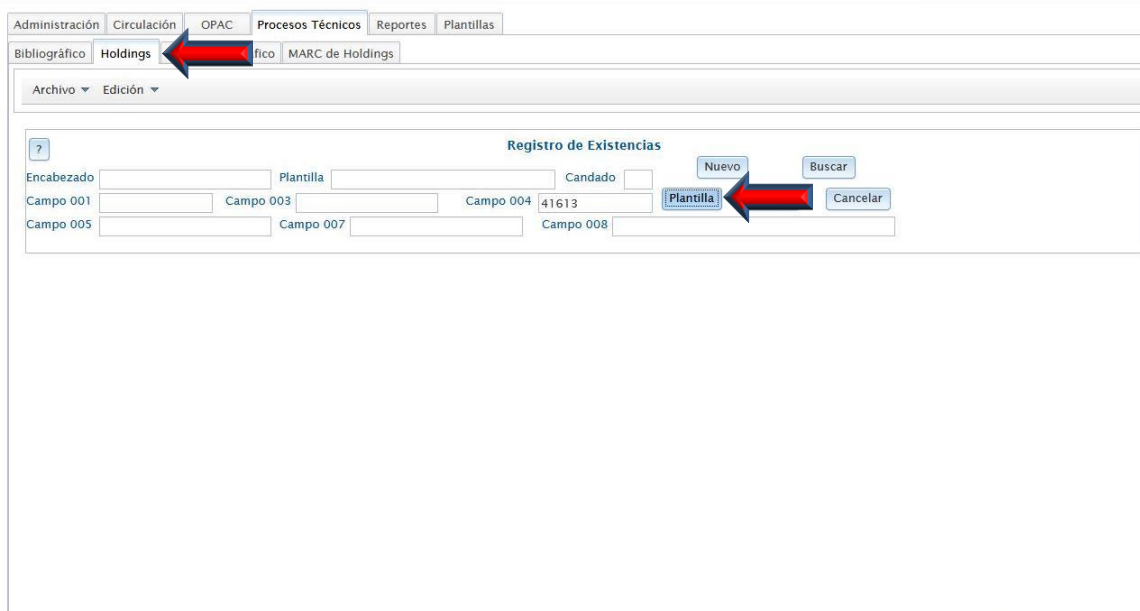 Administración Circulación OPAC Procesos Técnicos Reportes Plantillas
Bibliográfico Holdings fico MARC de Holdings
Archivo Edición
?
Registro de Existencias
Nuevo Buscar
Encabezado Plantilla Candado
Campo 001 Campo 003 Campo 004 41613 Plantilla Cancelar
Campo 005 Campo 007 Campo 008